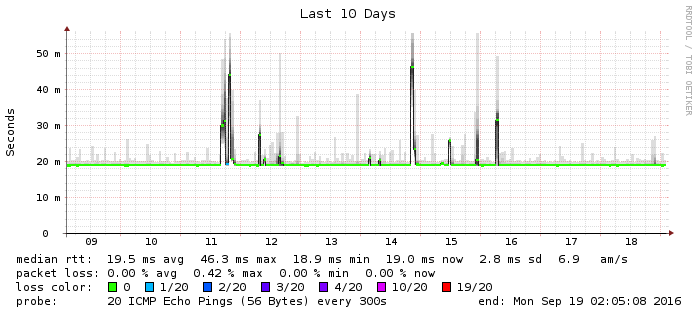 Last 10 Days
RRDTOOL / TOBI OETIKER
Seconds
50 m
40 m
30 m
20 m
10 m
0
09 10 11 12 13 14 15 16 17 18
median rtt: 19.5 ms avg 46.3 ms max 18.9 ms min 19.0 ms now 2.8 ms sd 6.9 am/s
packet loss: 0.00 % avg 0.42 % max 0.00 % min 0.00 % now
loss color: 0 1/20 2/20 3/20 4/20 10/20 19/20
probe: 20 ICMP Echo Pings (56 Bytes) every 300s end: Mon Sep 19 02:05:08 2016